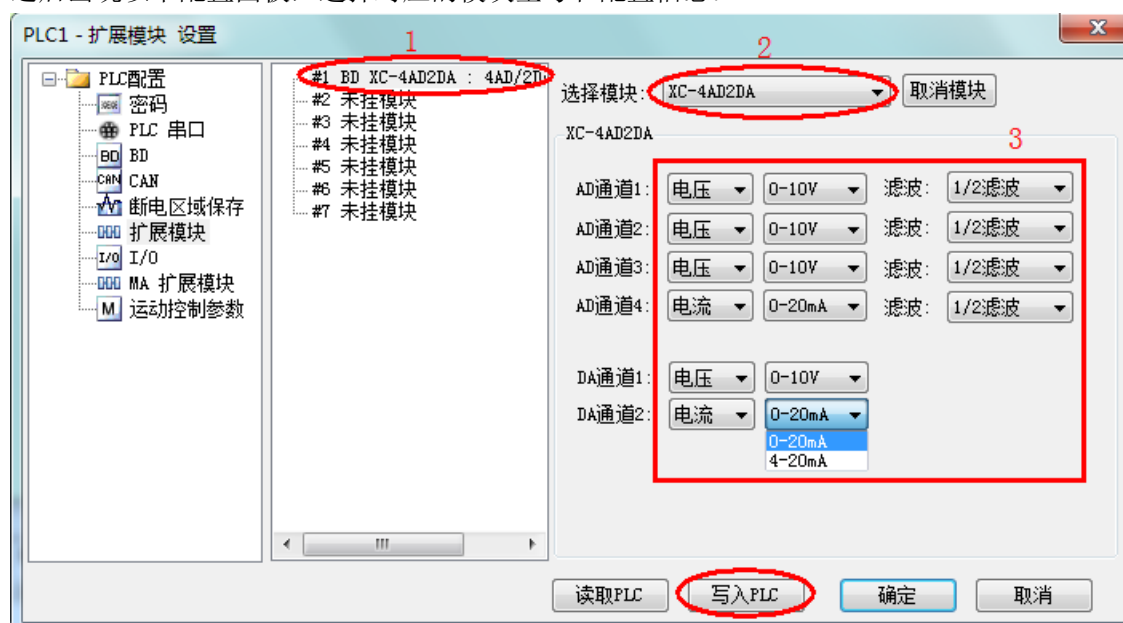 PLC1 - 扩展模块 设置
1
2
PLC配置
密码
PLC 串口
BD BD
CAN CAN
断电区域保存
扩展模块
I/O I/O
MA 扩展模块
M 运动控制参数
#1 BD XC-4AD2DA : 4AD/2D
#2 未挂模块
#3 未挂模块
#4 未挂模块
#5 未挂模块
#6 未挂模块
#7 未挂模块
选择模块: XC-4AD2DA 取消模块
XC-4AD2DA
3
AD通道1: 电压 0-10V 滤波: 1/2滤波
AD通道2: 电压 0-10V 滤波: 1/2滤波
AD通道3: 电压 0-10V 滤波: 1/2滤波
AD通道4: 电流 0-20mA 滤波: 1/2滤波
DA通道1: 电压 0-10V
DA通道2: 电流 0-20mA
0-20mA
4-20mA
读取PLC 写入PLC 确定 取消